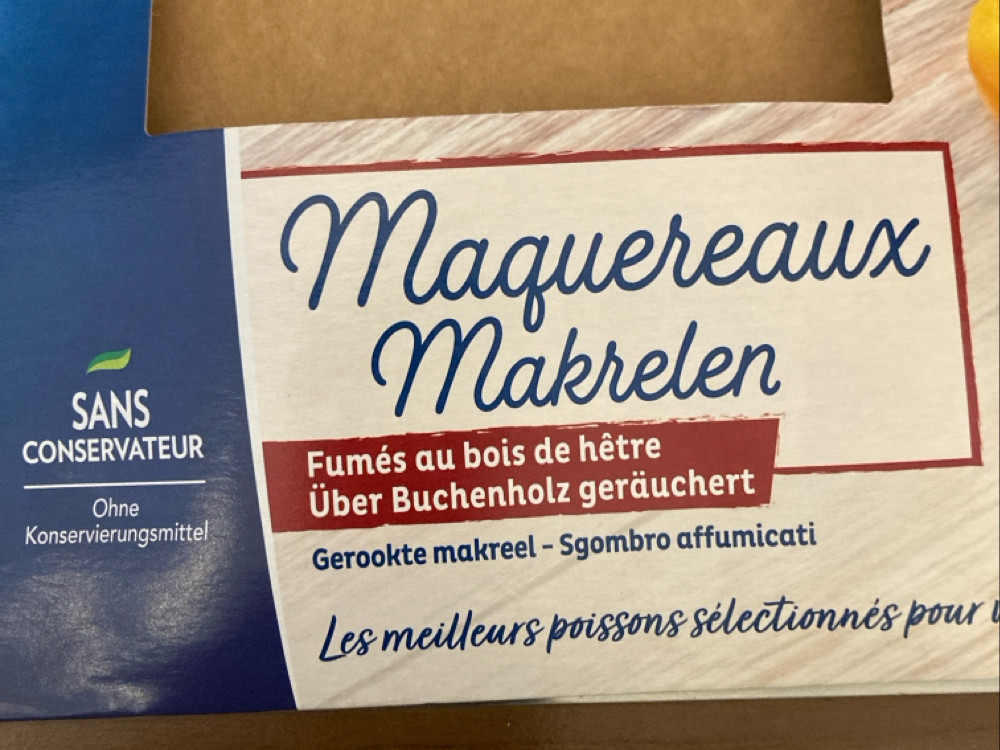 Maquereaux
Makrelen
Fumés au bois de hêtre
Über Buchenholz geräuchert
Gerookte makreel - Sgombro affumicati
Les meilleurs poissons sélectionnés pour
SANS
CONSERVATEUR
Ohne
Konservierungsmittel